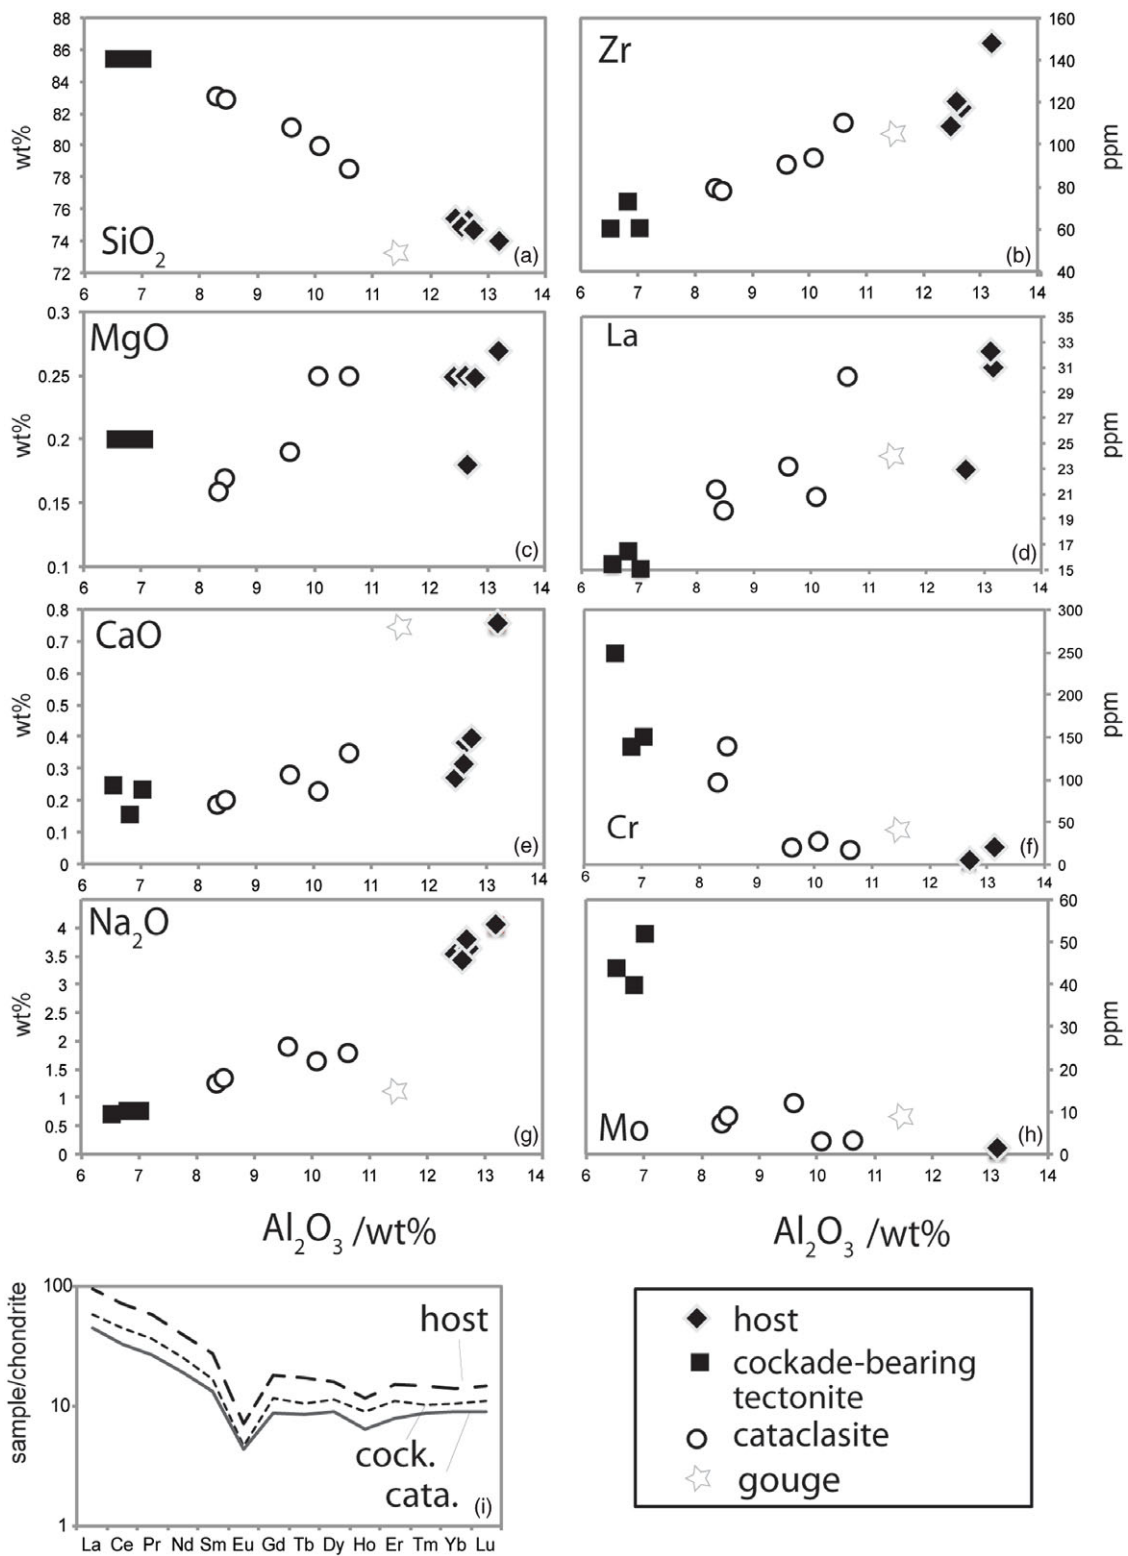 88
86
84
82
80
78
76
74
72
wt%
SiO2
(a)
6 7 8 9 10 11 12 13 14
Zr
160
140
120
100
80
60
40
ppm
(b)
6 7 8 9 10 11 12 13 14
0.3
0.25
0.2
0.15
0.1
wt%
MgO
(c)
6 7 8 9 10 11 12 13 14
La
35
33
31
29
27
25
23
21
19
17
15
ppm
(d)
6 7 8 9 10 11 12 13 14
0.8
0.7
0.6
0.5
0.4
0.3
0.2
0.1
0
wt%
CaO
(e)
6 7 8 9 10 11 12 13 14
300
250
200
150
100
50
0
ppm
Cr
(f)
6 7 8 9 10 11 12 13 14
4
3.5
3
2.5
2
1.5
1
0.5
0
wt%
Na2O
(g)
6 7 8 9 10 11 12 13 14
60
50
40
30
20
10
0
ppm
Mo
(h)
6 7 8 9 10 11 12 13 14
Al2O3 /wt%
Al2O3 /wt%
100
10
1
sample/chondrite
host
cock.
cata.
(i)
La Ce Pr Nd Sm Eu Gd Tb Dy Ho Er Tm Yb Lu
host
cockade-bearing
tectonite
cataclasite
gouge